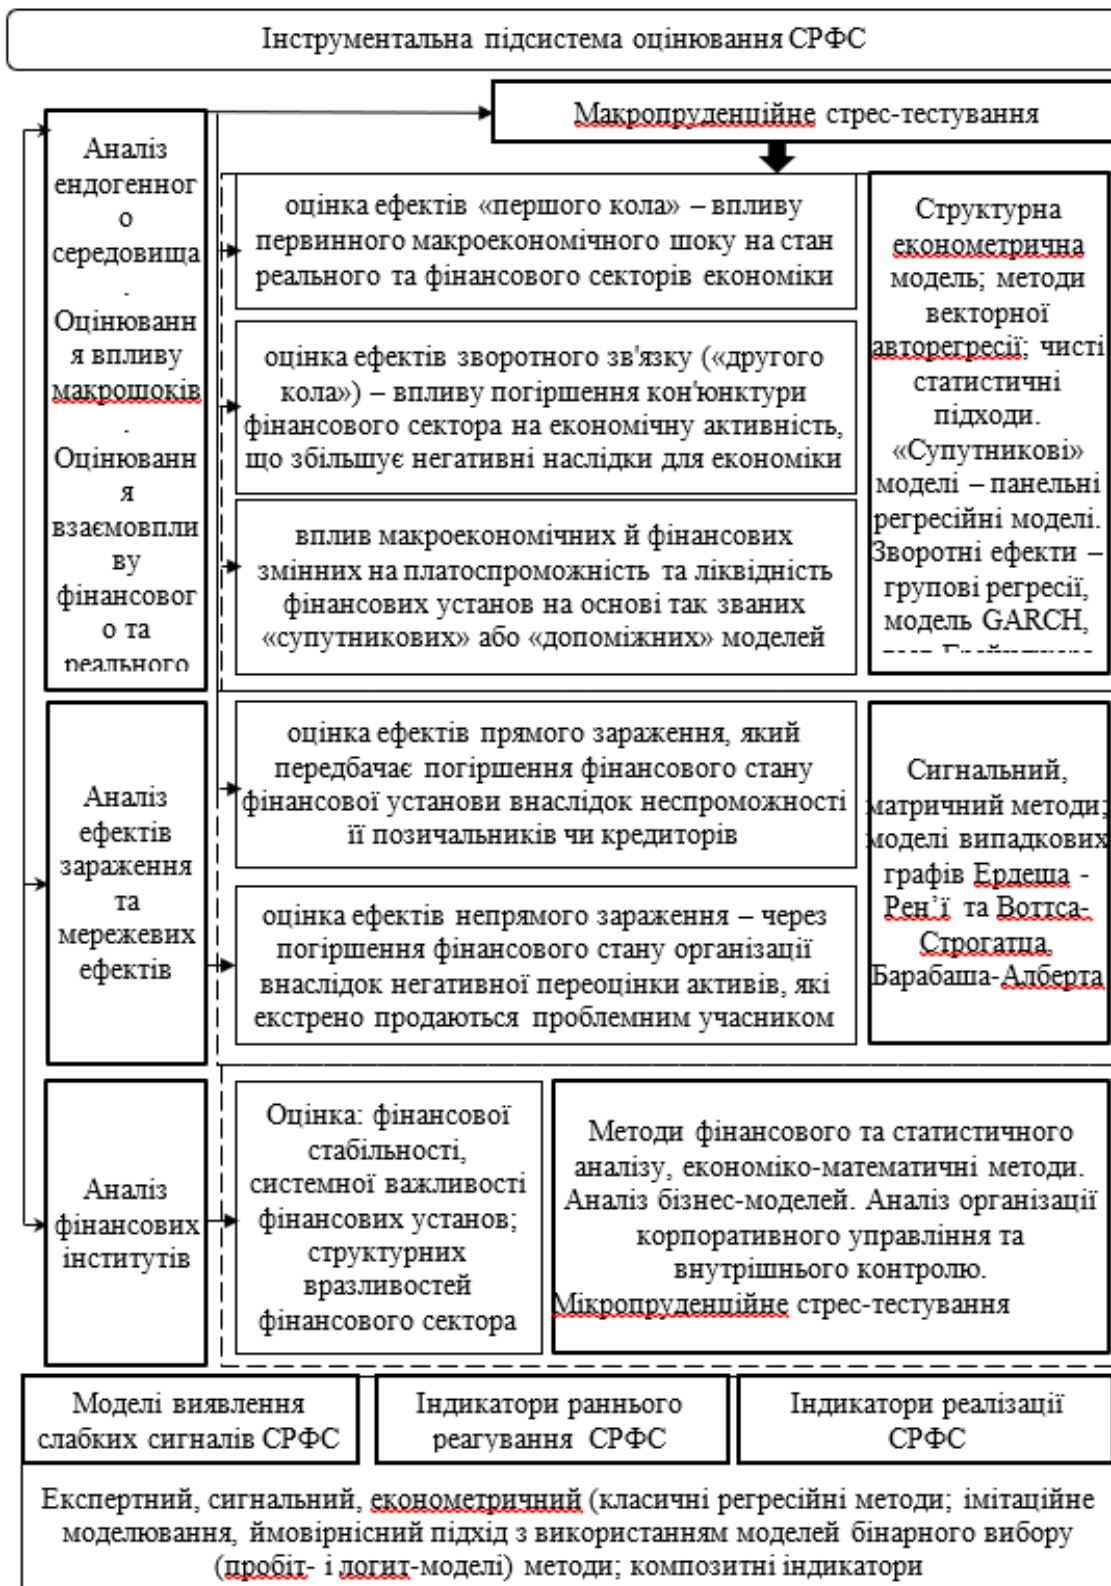 Інструментальна підсистема оцінювання СРФС
Макропруденційне стрес-тестування
Аналіз
ендогенног
о
середовища
.
Оцінюванн
я впливу
макрошоків
.
Оцінюванн
я
взаємовпли
ву
фінансовог
о та
реального
оцінка ефектів «першого кола» – впливу
первинного макроекономічного шоку на стан
реального та фінансового секторів економіки
оцінка ефектів зворотного зв'язку («другого
кола») – впливу погіршення кон'юнктури
фінансового сектора на економічну активність,
що збільшує негативні наслідки для економіки
вплив макроекономічних й фінансових
змінних на платоспроможність та ліквідність
фінансових установ на основі так званих
«супутникових» або «допоміжних» моделей
Структурна
економетрична
модель; методи
векторної
авторегресії; чисті
статистичні
підходи.
«Супутникові»
моделі – панельні
регресійні моделі.
Зворотні ефекти –
групові регресії,
модель GARCH,
Аналіз
ефектів
зараження
та
мережевих
ефектів
оцінка ефектів прямого зараження, який
передбачає погіршення фінансового стану
фінансової установи внаслідок неспроможності
її позичальників чи кредиторів
оцінка ефектів непрямого зараження – через
погіршення фінансового стану організації
внаслідок негативної переоцінки активів, які
екстрено продаються проблемним учасником
Сигнальний,
матричний методи;
моделі випадкових
графів Ердеша -
Рен’ї та Воттса-
Строгатца,
Барабаша-Алберта
Аналіз
фінансових
інститутів
Оцінка: фінансової
стабільності,
системної важливості
фінансових установ;
структурних
вразливостей
фінансового сектора
Методи фінансового та статистичного
аналізу, економіко-математичні методи.
Аналіз бізнес-моделей. Аналіз організації
корпоративного управління та
внутрішнього контролю.
Мікропруденційне стрес-тестування
Моделі виявлення
слабких сигналів СРФС
Індикатори раннього
реагування СРФС
Індикатори реалізації
СРФС
Експертний, сигнальний, економетричний (класичні регресійні методи; імітаційне
моделювання, ймовірнісний підхід з використанням моделей бінарного вибору
(пробіт- і логит-моделі) методи; композитні індикатори